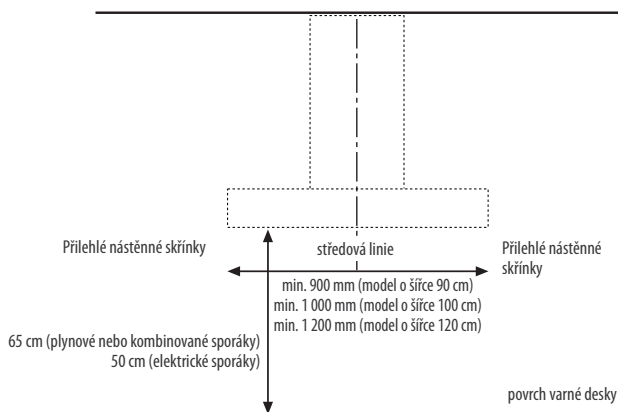 Přilehlé nástěnné skřínky
středová linie
Přilehlé nástěnné
skřínky
min. 900 mm (model o šířce 90 cm)
min. 1 000 mm (model o šířce 100 cm)
min. 1 200 mm (model o šířce 120 cm)
65 cm (plynové nebo kombinované sporáky)
50 cm (elektrické sporáky)
povrch varné desky